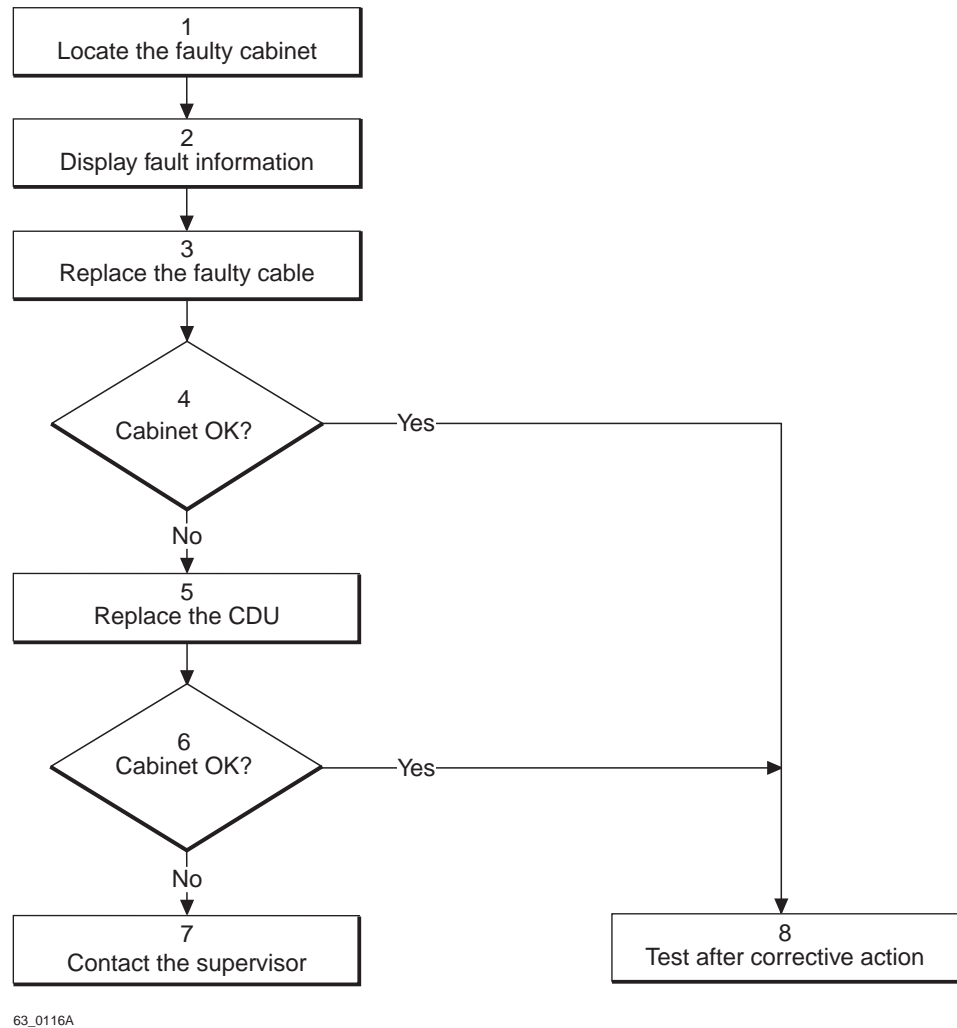 1
Locate the faulty cabinet
2
Display fault information
3
Replace the faulty cable
4
Cabinet OK?
Yes
No
5
Replace the CDU
6
Cabinet OK?
Yes
No
7
Contact the supervisor
8
Test after corrective action
63_0116A